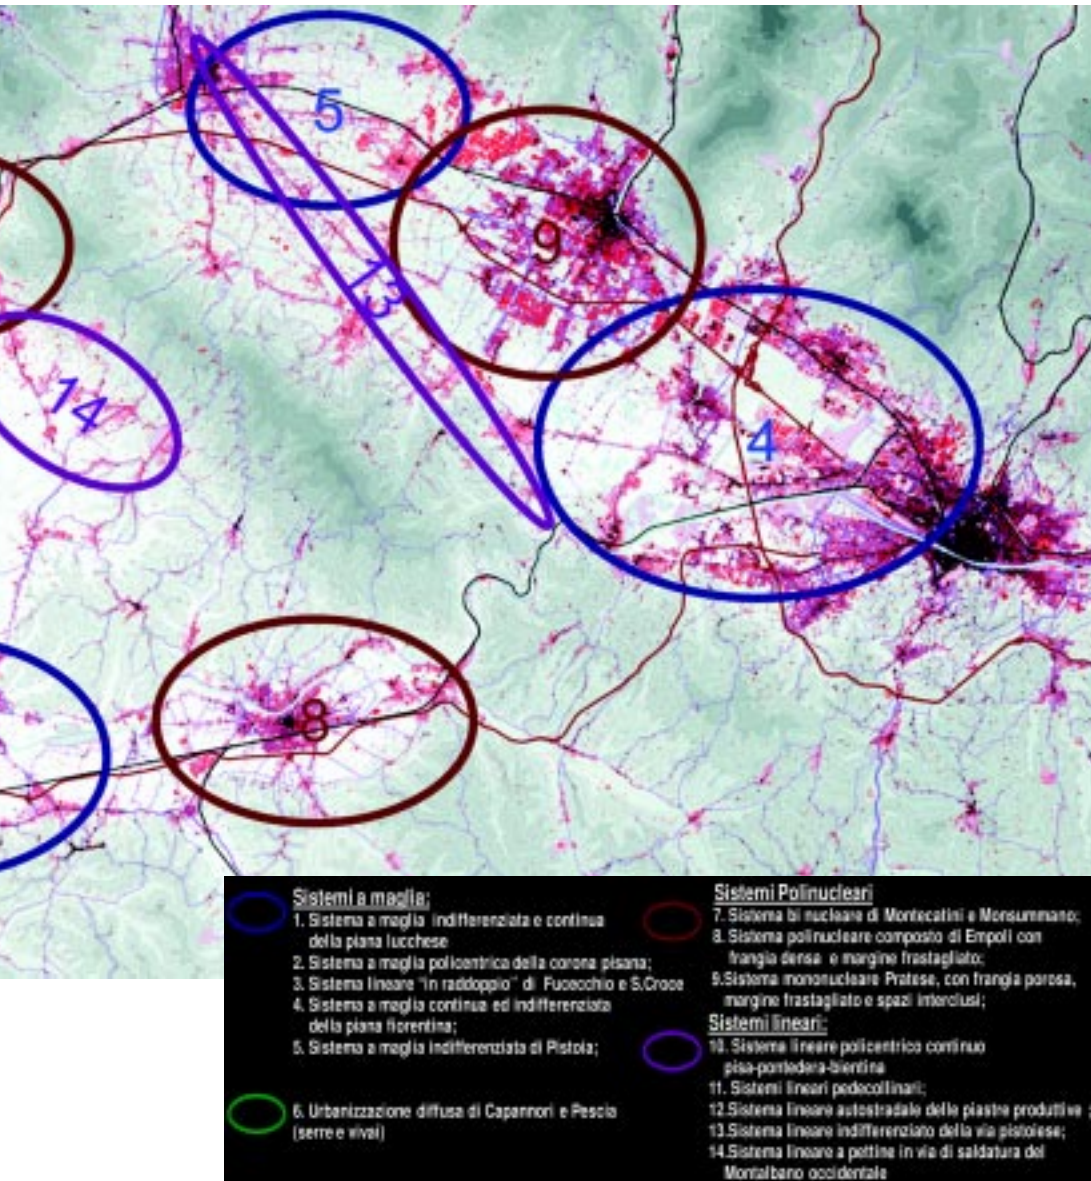 5
9
13
14
4
8
Sistemi a maglia:
1. Sistema a maglia indifferenziata e continua
della piana lucchese
2. Sistema a maglia policentrica della corona pisana;
3. Sistema lineare "in raddoppio" di Fucecchio e S.Croce
4. Sistema a maglia continua ed indifferenziata
della piana fiorentina;
5. Sistema a maglia indifferenziata di Pistoia;
6. Urbanizzazione diffusa di Capannori e Pescia
(serre e vivai)
Sistemi Polinucleari
7. Sistema bi nucleare di Montecatini e Monsummano;
8. Sistema polinucleare composto di Empoli con
frangia densa e margine frastagliato;
9.Sistema mononucleare Pratese, con frangia porosa,
margine frastagliato e spazi interclusi;
Sistemi lineari:
10. Sistema lineare policentrico continuo
pisa-pontedera-bientina
11. Sistemi lineari pedecollinari;
12.Sistema lineare autostradale delle piastre produttive ;
13.Sistema lineare indifferenziato della via pistoiese;
14.Sistema lineare a pettine in via di saldatura del
Montalbano occidentale